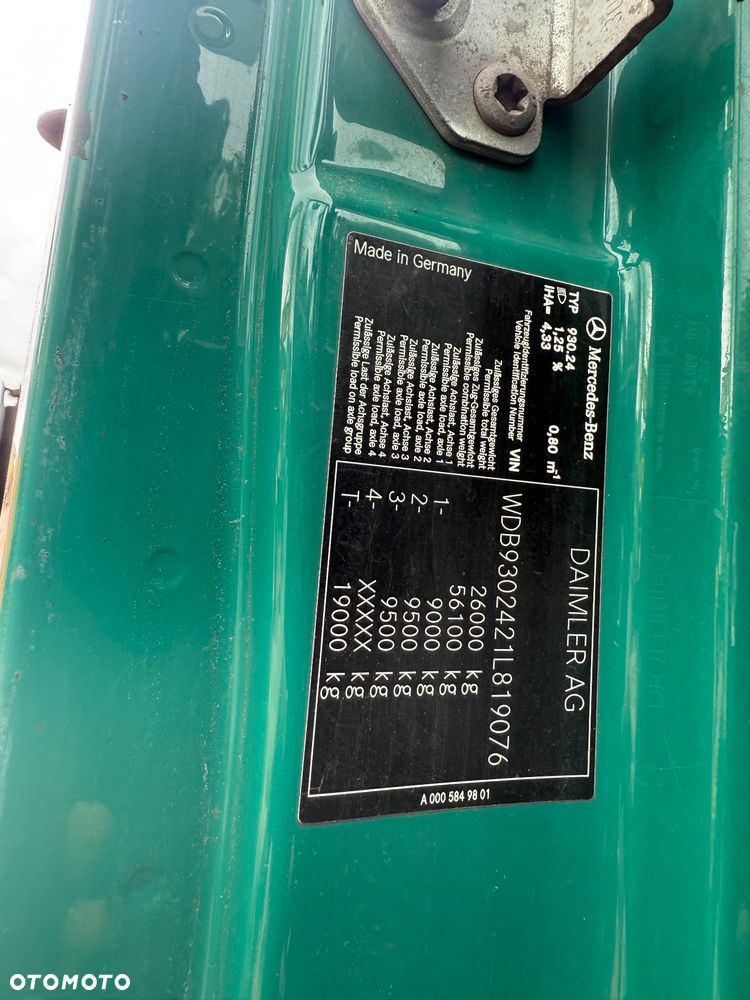 Mercedes-Benz
TYP 930.24
1,25 % 0,80 m-1
IHA= 4,33
DAIMLER AG
Fahrzeugidentifizierungsnummer
Vehicle Identification Number VIN WDB9302421L819076
Zulässiges Gesamtgewicht
Permissible total weight 26000 kg
Zulässiges Zug-Gesamtgewicht
Permissible combination weight 56100 kg
Zulässige Achslast, Achse 1
Permissible axle load, axle 1 1- 9000 kg
Zulässige Achslast, Achse 2
Permissible axle load, axle 2 2- 9500 kg
Zulässige Achslast, Achse 3
Permissible axle load, axle 3 3- 9500 kg
Zulässige Achslast, Achse 4
Permissible axle load, axle 4 4- XXXXX kg
Zulässige Last der Achsgruppe
Permissible load on axle group T- 19000 kg
Made in Germany
A 000 584 98 01
OTOMOTO